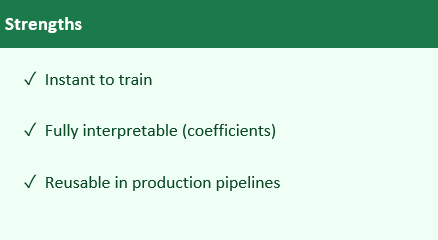 Strengths
✓ Instant to train
✓ Fully interpretable (coefficients)
✓ Reusable in production pipelines